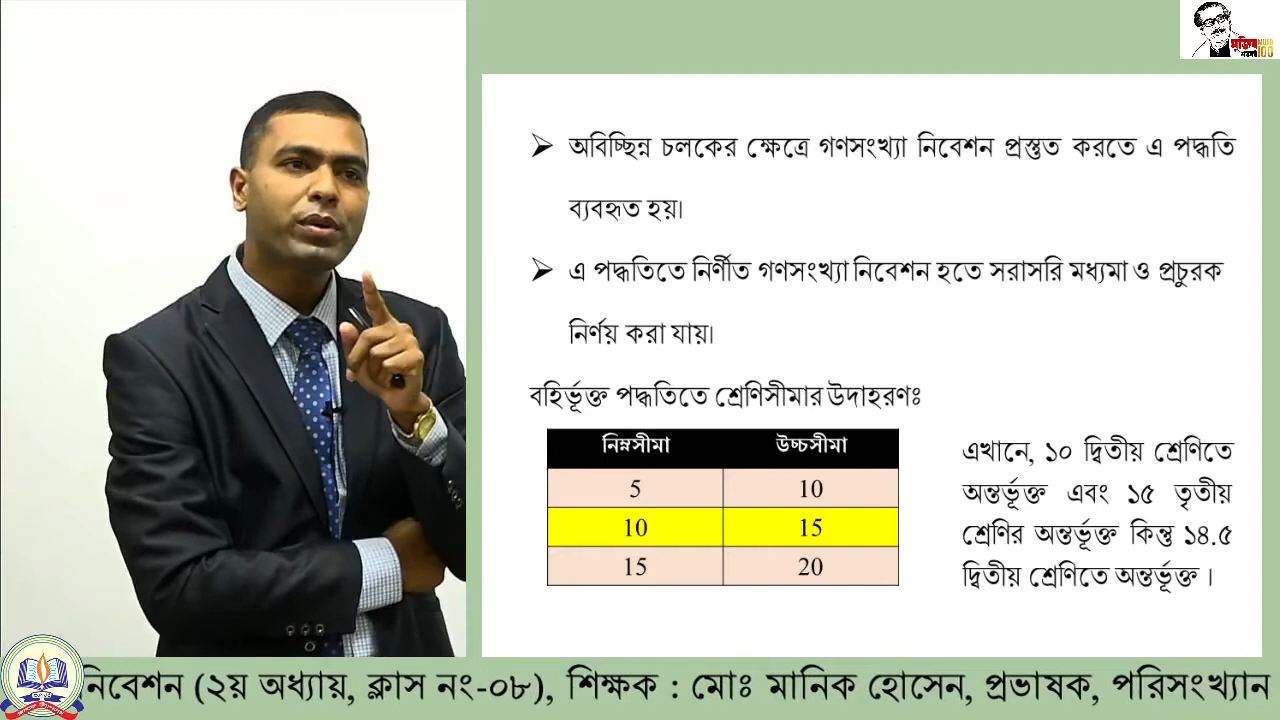 ➢ অবিচ্ছিন্ন চলকের ক্ষেত্রে গণসংখ্যা নিবেশন প্রস্তুত করতে এ পদ্ধতি
ব্যবহৃত হয়।
➢ এ পদ্ধতিতে নির্ণীত গণসংখ্যা নিবেশন হতে সরাসরি মধ্যমা ও প্রচুরক
নির্ণয় করা যায়।
বহির্ভূক্ত পদ্ধতিতে শ্রেণিসীমার উদাহরণঃ
নিম্নসীমা উচ্চসীমা
5 10
10 15
15 20
এখানে, ১০ দ্বিতীয় শ্রেণিতে
অন্তর্ভূক্ত এবং ১৫ তৃতীয়
শ্রেণির অন্তর্ভূক্ত কিন্তু ১৪.৫
দ্বিতীয় শ্রেণিতে অন্তর্ভূক্ত ।
নিবেশন (২য় অধ্যায়, ক্লাস নং-০৮), শিক্ষক : মোঃ মানিক হোসেন, প্রভাষক, পরিসংখ্যান